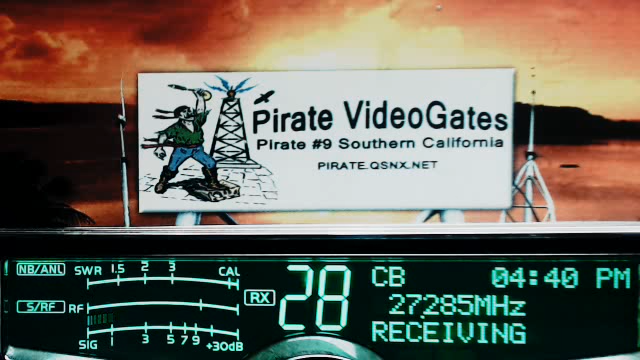 Pirate VideoGates
Pirate #9 Southern California
PIRATE.QSNX.NET
NB/ANL SWR 1.5 2 3 CAL
S/RF RF
SIG 1 3 5 7 9 +30dB
RX 28
CB 04:40 PM
27285MHz
RECEIVING